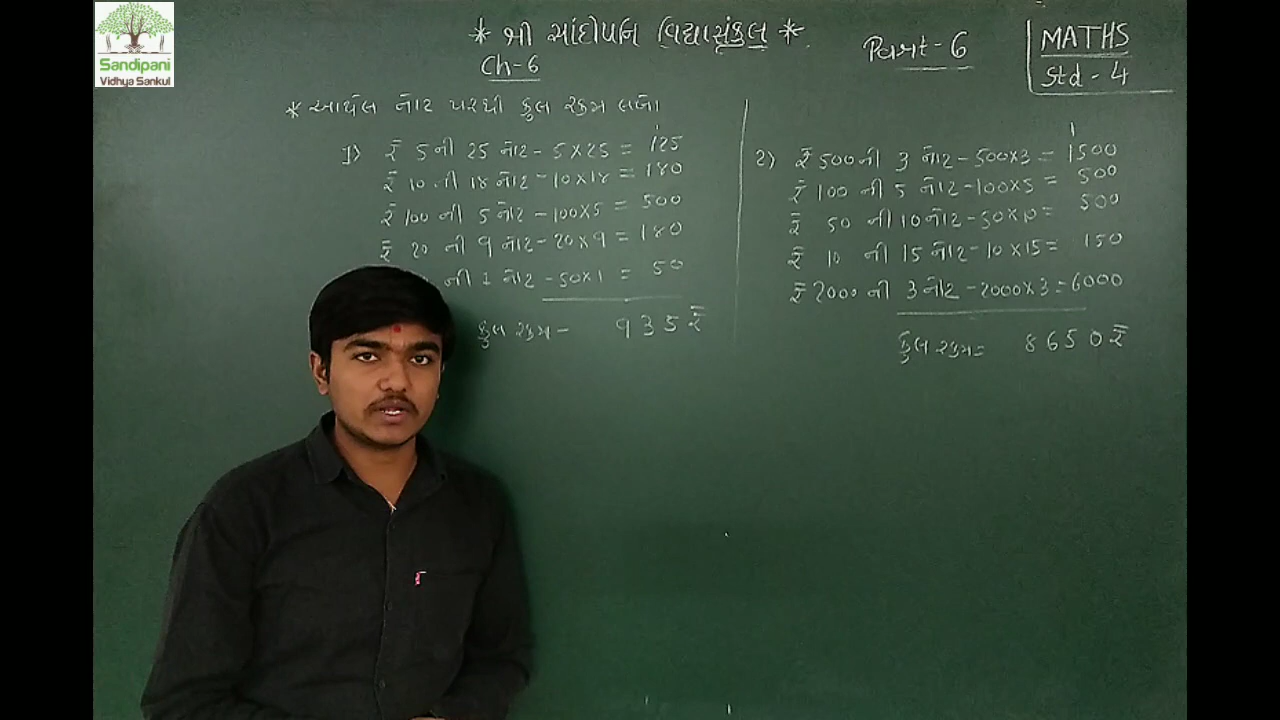 Sandipani
Vidhya Sankul
* શ્રી સાંદીપનિ વિદ્યાસંકુલ *
Ch-6
Part-6
MATHS
Std - 4
* આપેલ નોટ પરથી કુલ રકમ લખો
1) ₹ 5 ની 25 નોટ - 5 × 25 = 125
₹ 10 ની 18 નોટ - 10 × 18 = 180
₹ 100 ની 5 નોટ - 100 × 5 = 500
₹ 20 ની 9 નોટ - 20 × 9 = 180
ની 1 નોટ - 50 × 1 = 50
કુલ રકમ - 935 ₹
2) ₹ 500 ની 3 નોટ - 500 × 3 = 1500
₹ 100 ની 5 નોટ - 100 × 5 = 500
₹ 50 ની 10 નોટ - 50 × 10 = 500
₹ 10 ની 15 નોટ - 10 × 15 = 150
₹ 2000 ની 3 નોટ - 2000 × 3 = 6000
કુલ રકમ = 8650 ₹